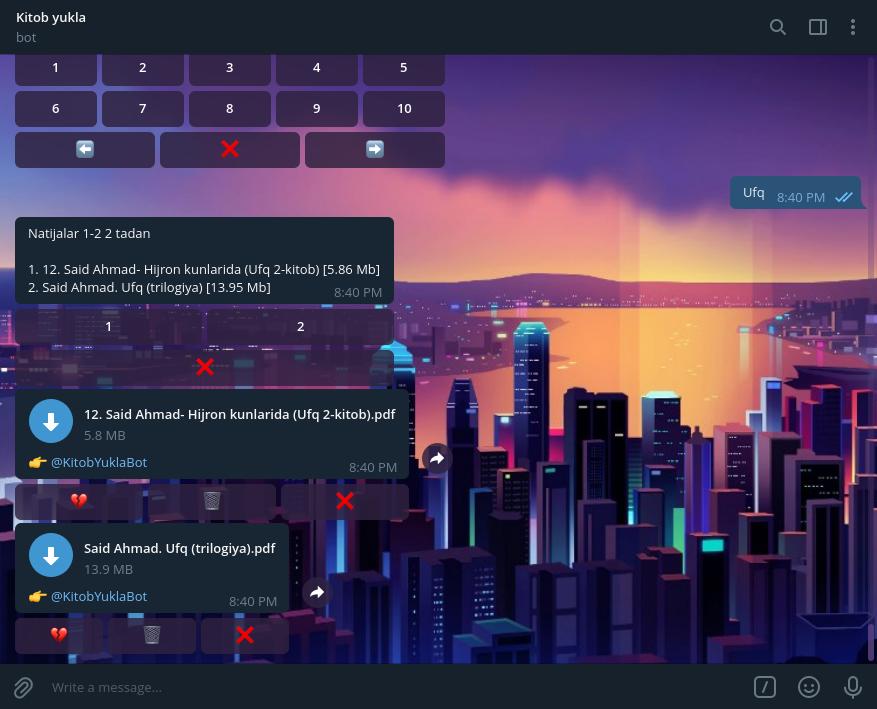 Kitob yukla
bot
1 2 3 4 5
6 7 8 9 10
Ufq 8:40 PM
Natijalar 1-2 2 tadan
1. 12. Said Ahmad- Hijron kunlarida (Ufq 2-kitob) [5.86 Mb]
2. Said Ahmad. Ufq (trilogiya) [13.95 Mb]
8:40 PM
1 2
12. Said Ahmad- Hijron kunlarida (Ufq 2-kitob).pdf
5.8 MB
👉 @KitobYuklaBot
8:40 PM
Said Ahmad. Ufq (trilogiya).pdf
13.9 MB
👉 @KitobYuklaBot
8:40 PM
Write a message...